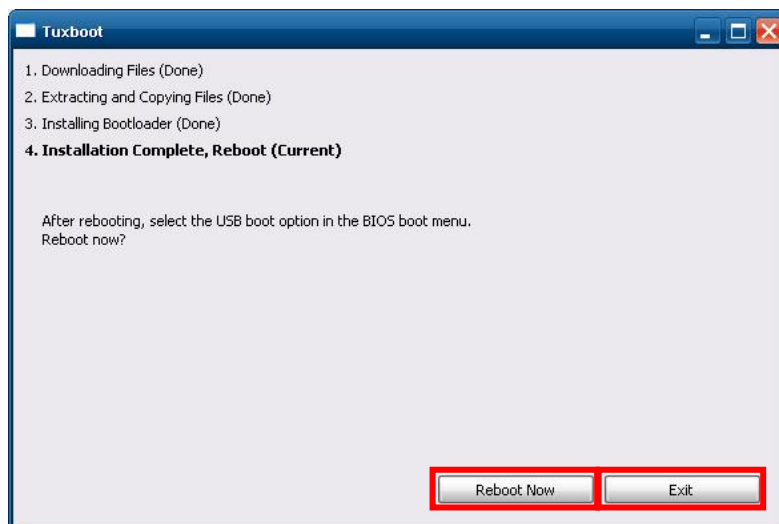 Tuxboot
1. Downloading Files (Done)
2. Extracting and Copying Files (Done)
3. Installing Bootloader (Done)
4. Installation Complete, Reboot (Current)
After rebooting, select the USB boot option in the BIOS boot menu.
Reboot now?
Reboot Now
Exit